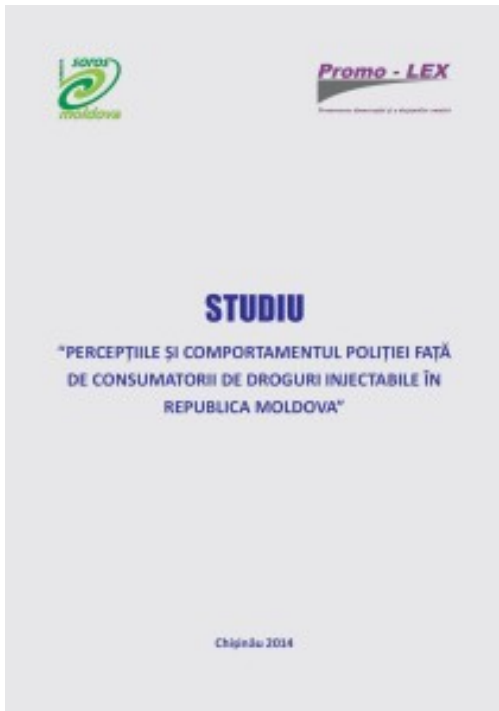 soros
moldova
Promo - LEX
STUDIU
“PERCEPȚIILE ȘI COMPORTAMENTUL POLIȚIEI FAȚĂ
DE CONSUMATORII DE DROGURI INJECTABILE ÎN
REPUBLICA MOLDOVA”
Chișinău 2014